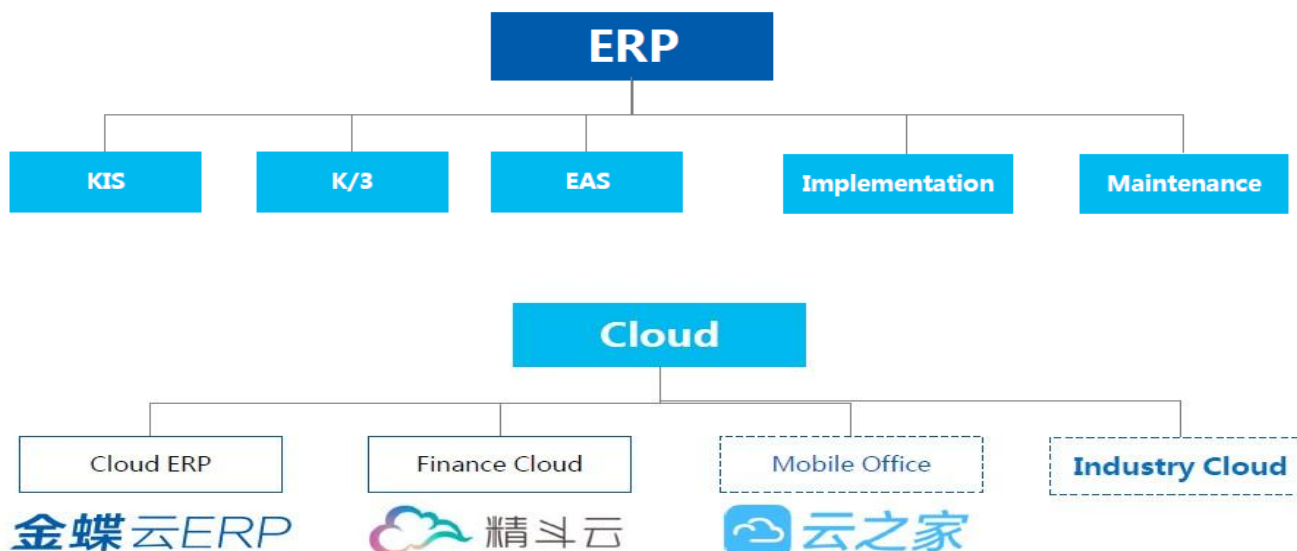 ERP
KIS K/3 EAS Implementation Maintenance
Cloud
Cloud ERP Finance Cloud Mobile Office Industry Cloud
金蝶云ERP 精斗云 云之家